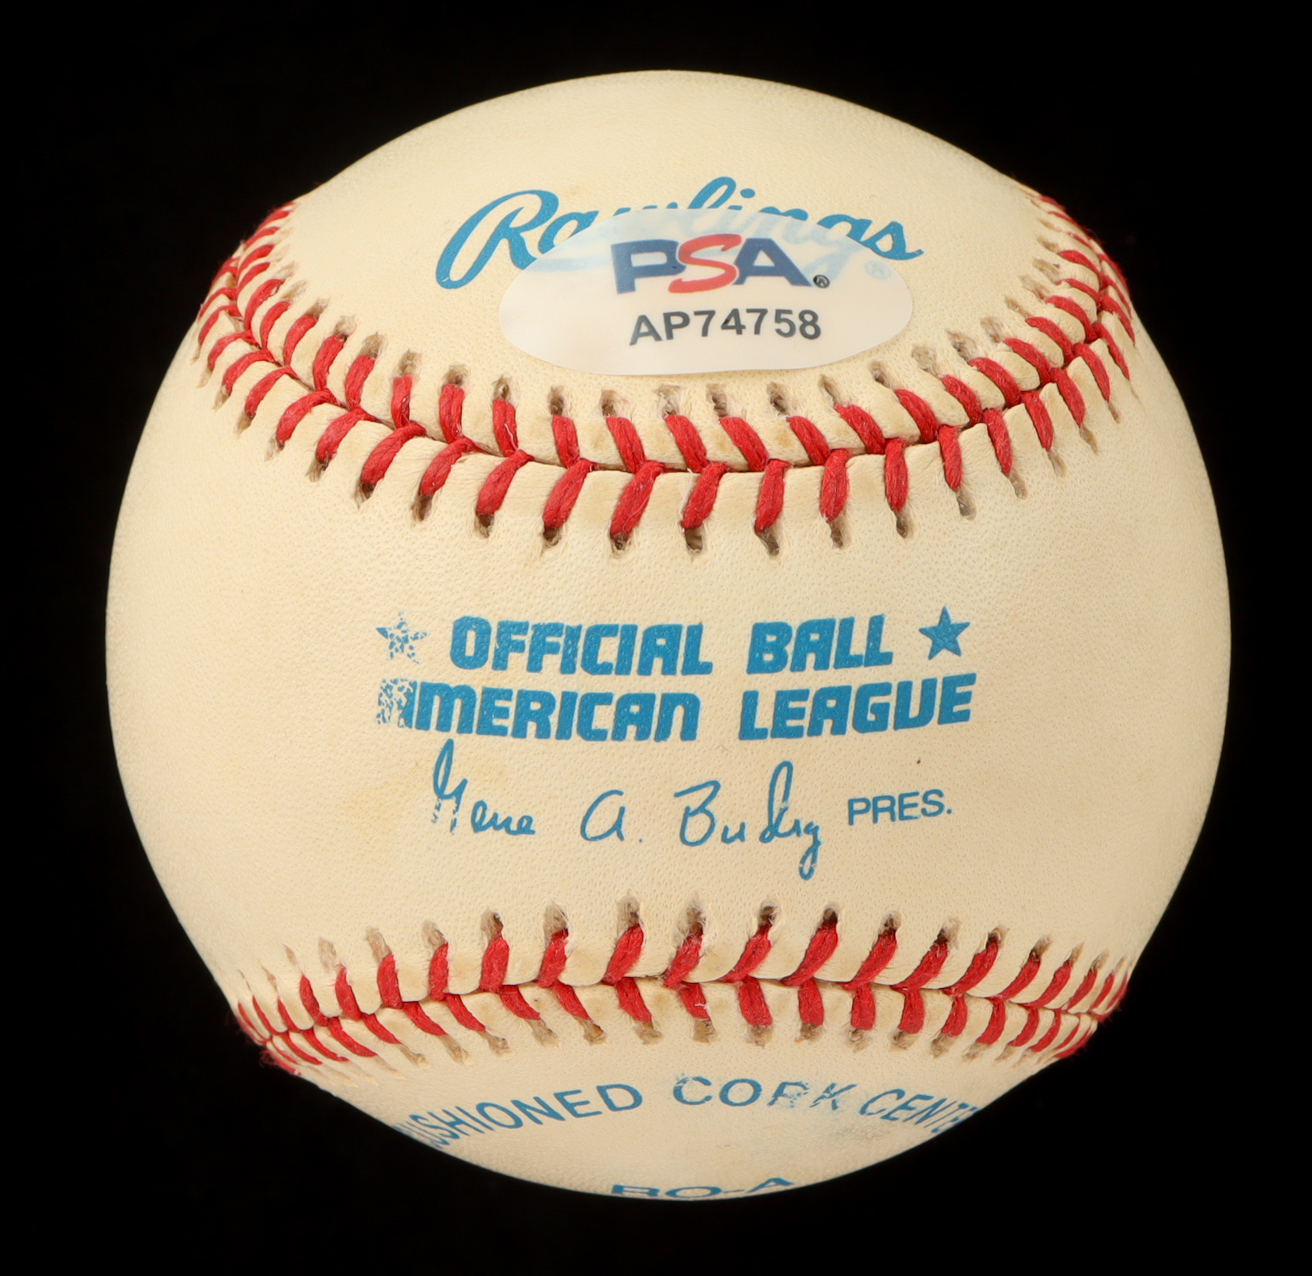 Rawlings
PSA®
AP74758
OFFICIAL BALL
AMERICAN LEAGUE
Gene A. Budig PRES.
CUSHIONED CORK CENTER
RO-A